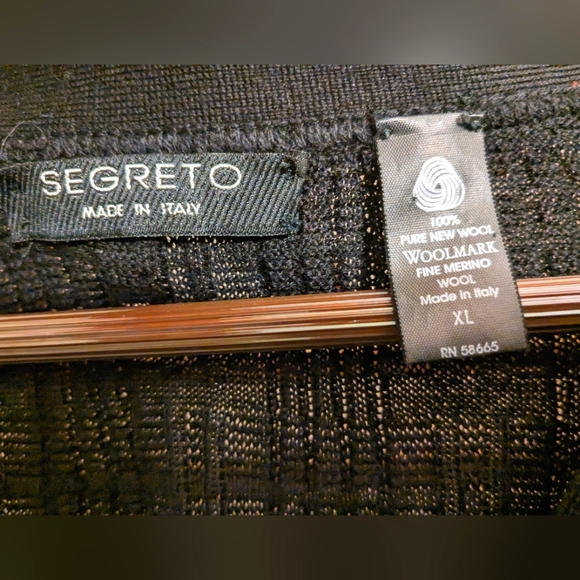 SEGRETO
MADE IN ITALY
100%
PURE NEW WOOL
WOOLMARK
FINE MERINO
WOOL
Made in Italy
XL
RN 58665